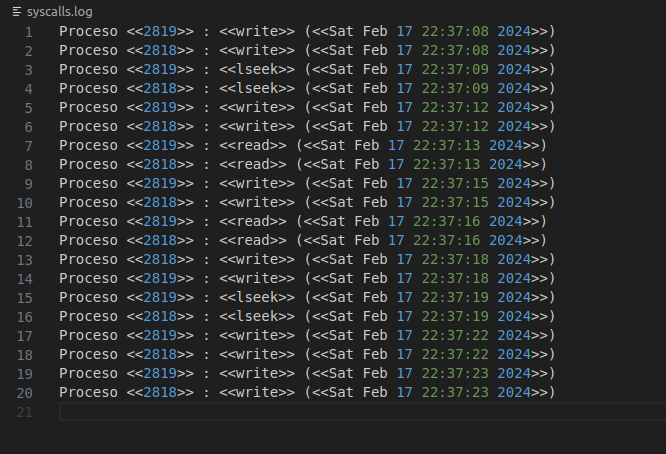 syscalls.log
1 Proceso <<2819>> : <<write>> (<<Sat Feb 17 22:37:08 2024>>)
2 Proceso <<2818>> : <<write>> (<<Sat Feb 17 22:37:08 2024>>)
3 Proceso <<2819>> : <<lseek>> (<<Sat Feb 17 22:37:09 2024>>)
4 Proceso <<2818>> : <<lseek>> (<<Sat Feb 17 22:37:09 2024>>)
5 Proceso <<2819>> : <<write>> (<<Sat Feb 17 22:37:12 2024>>)
6 Proceso <<2818>> : <<write>> (<<Sat Feb 17 22:37:12 2024>>)
7 Proceso <<2819>> : <<read>> (<<Sat Feb 17 22:37:13 2024>>)
8 Proceso <<2818>> : <<read>> (<<Sat Feb 17 22:37:13 2024>>)
9 Proceso <<2819>> : <<write>> (<<Sat Feb 17 22:37:15 2024>>)
10 Proceso <<2818>> : <<write>> (<<Sat Feb 17 22:37:15 2024>>)
11 Proceso <<2819>> : <<read>> (<<Sat Feb 17 22:37:16 2024>>)
12 Proceso <<2818>> : <<read>> (<<Sat Feb 17 22:37:16 2024>>)
13 Proceso <<2818>> : <<write>> (<<Sat Feb 17 22:37:18 2024>>)
14 Proceso <<2819>> : <<write>> (<<Sat Feb 17 22:37:18 2024>>)
15 Proceso <<2819>> : <<lseek>> (<<Sat Feb 17 22:37:19 2024>>)
16 Proceso <<2818>> : <<lseek>> (<<Sat Feb 17 22:37:19 2024>>)
17 Proceso <<2819>> : <<write>> (<<Sat Feb 17 22:37:22 2024>>)
18 Proceso <<2818>> : <<write>> (<<Sat Feb 17 22:37:22 2024>>)
19 Proceso <<2819>> : <<write>> (<<Sat Feb 17 22:37:23 2024>>)
20 Proceso <<2818>> : <<write>> (<<Sat Feb 17 22:37:23 2024>>)
21